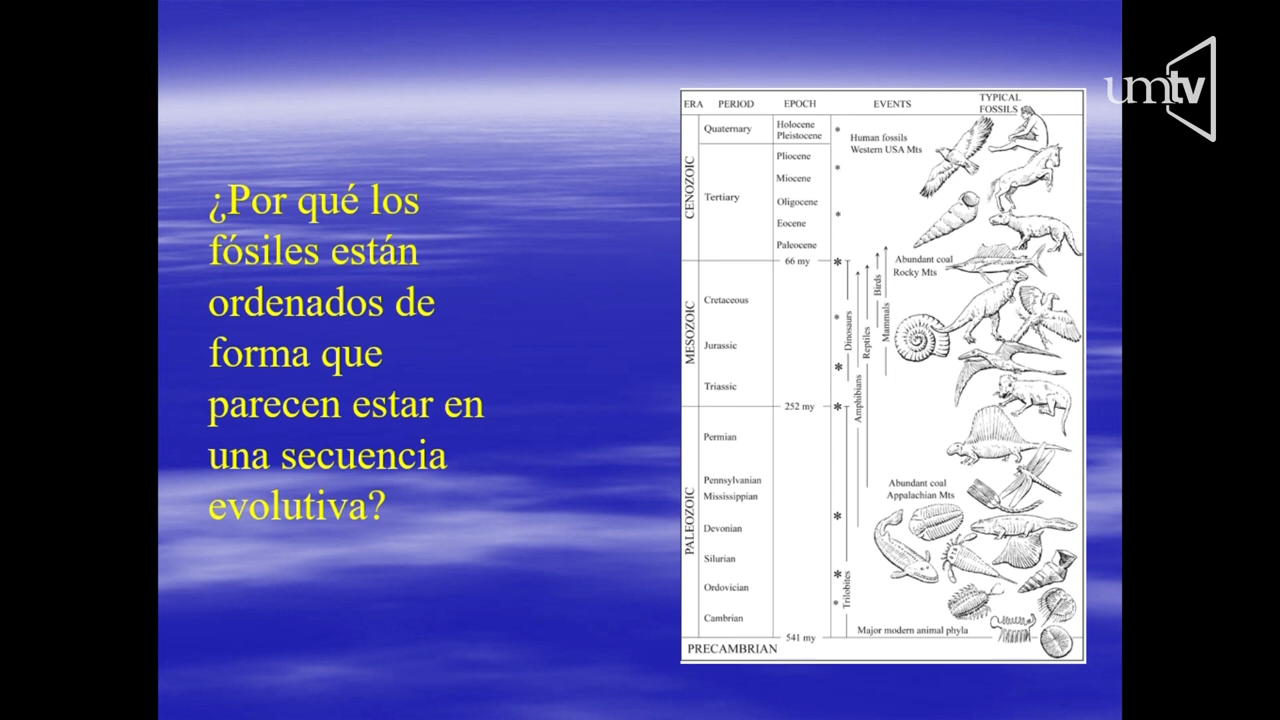 ¿Por qué los
fósiles están
ordenados de
forma que
parecen estar en
una secuencia
evolutiva?
umtv
ERA PERIOD EPOCH EVENTS TYPICAL
FOSSILS
CENOZOIC
Quaternary
Holocene
Pleistocene
*
Human fossils
Western USA Mts
Tertiary
Pliocene
*
Miocene
Oligocene
*
Eocene
Paleocene
66 my
*
Abundant coal
Rocky Mts
MESOZOIC
Cretaceous
*
Jurassic
*
Triassic
252 my
*
Dinosaurs
Amphibians
Reptiles
Birds
Mammals
PALEOZOIC
Permian
Pennsylvanian
Mississippian
Abundant coal
Appalachian Mts
*
Devonian
Silurian
*
Ordovician
*
Cambrian
Trilobites
Major modern animal phyla
541 my
PRECAMBRIAN